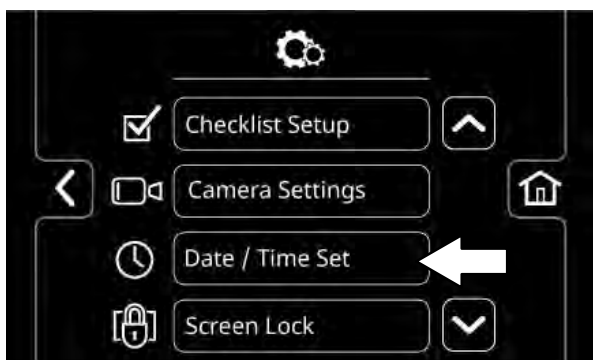 Checklist Setup
Camera Settings
Date / Time Set
Screen Lock